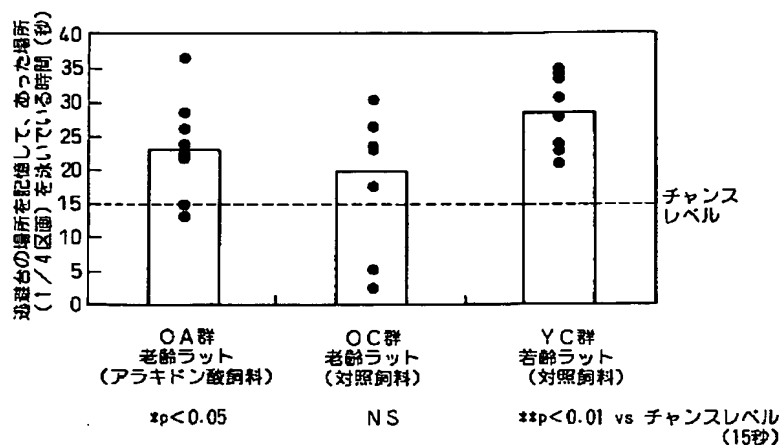 逃避台の場所を記憶して、あった場所
(1/4区画)を泳いでいる時間(秒)
40
35
30
25
20
15
10
5
0
チャンス
レベル
OA群
老齢ラット
(アラキドン酸飼料)
OC群
老齢ラット
(対照飼料)
YC群
若齢ラット
(対照飼料)
*p<0.05
NS
**p<0.01 vs チャンスレベル
(15秒)